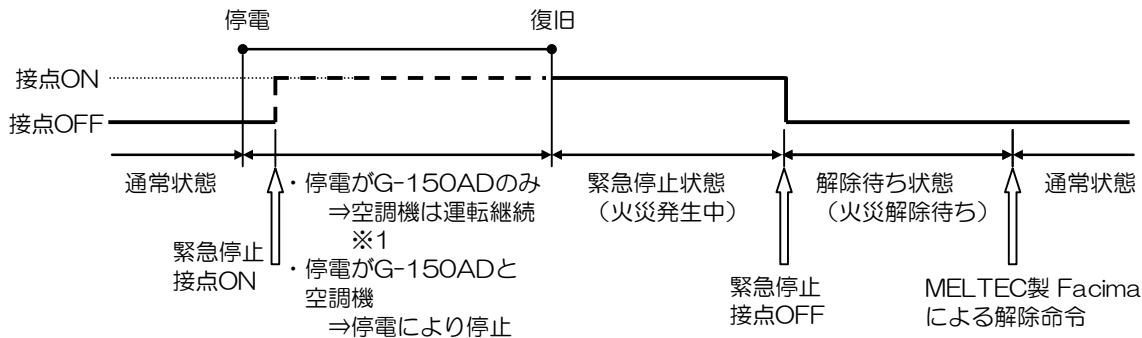 停電
復旧
接点ON
接点OFF
通常状態
緊急停止
接点ON
・停電がG-150ADのみ
⇒空調機は運転継続
※1
・停電がG-150ADと
空調機
⇒停電により停止
緊急停止状態
(火災発生中)
緊急停止
接点OFF
解除待ち状態
(火災解除待ち)
MELTEC製 Facima
による解除命令
通常状態